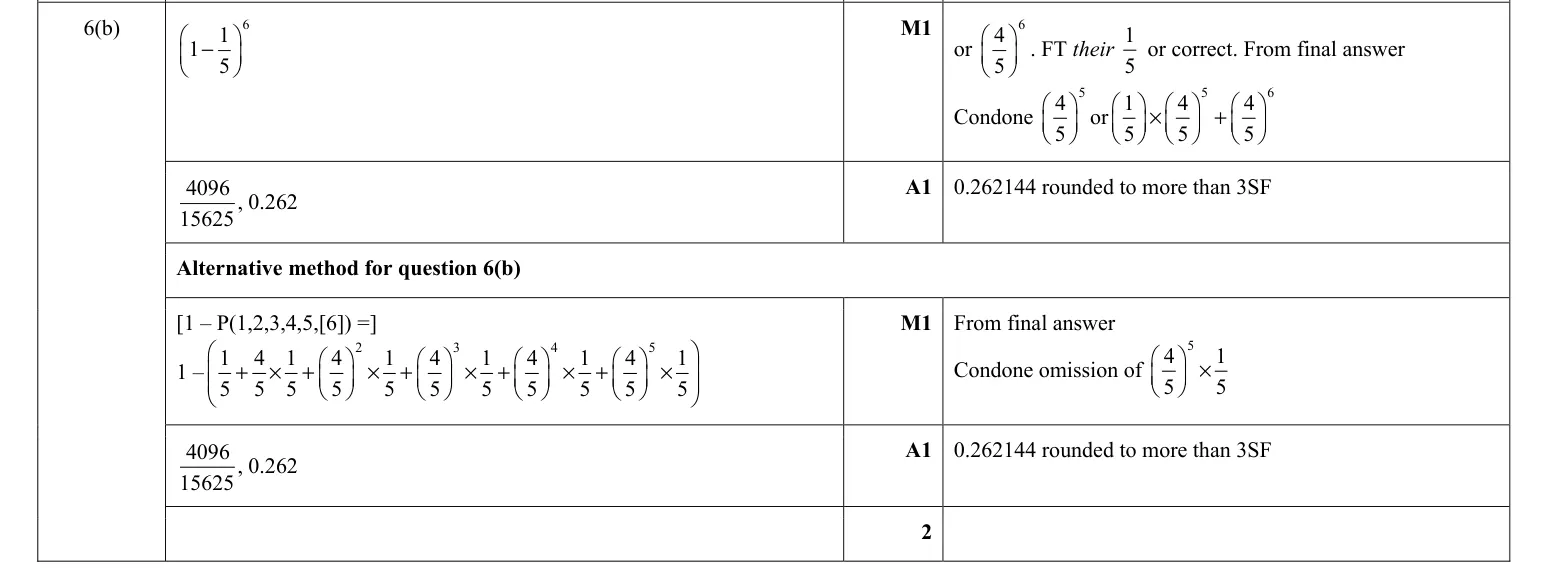 6(b)
(1 − 1/5)^6
M1
or (4/5)^6 . FT their 1/5 or correct. From final answer
Condone (4/5)^5 or (1/5) × (4/5)^5 + (4/5)^6
4096/15625, 0.262
A1
0.262144 rounded to more than 3SF
Alternative method for question 6(b)
[1 – P(1,2,3,4,5,[6]) =]
1 – (1/5 + 4/5 × 1/5 + (4/5)^2 × 1/5 + (4/5)^3 × 1/5 + (4/5)^4 × 1/5 + (4/5)^5 × 1/5)
M1
From final answer
Condone omission of (4/5)^5 × 1/5
4096/15625, 0.262
A1
0.262144 rounded to more than 3SF
2